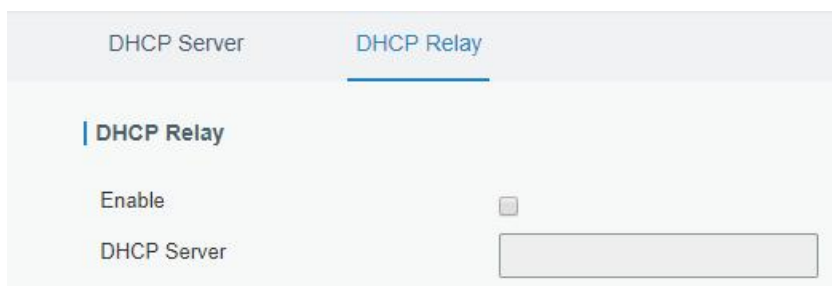 DHCP Server DHCP Relay
DHCP Relay
Enable
DHCP Server